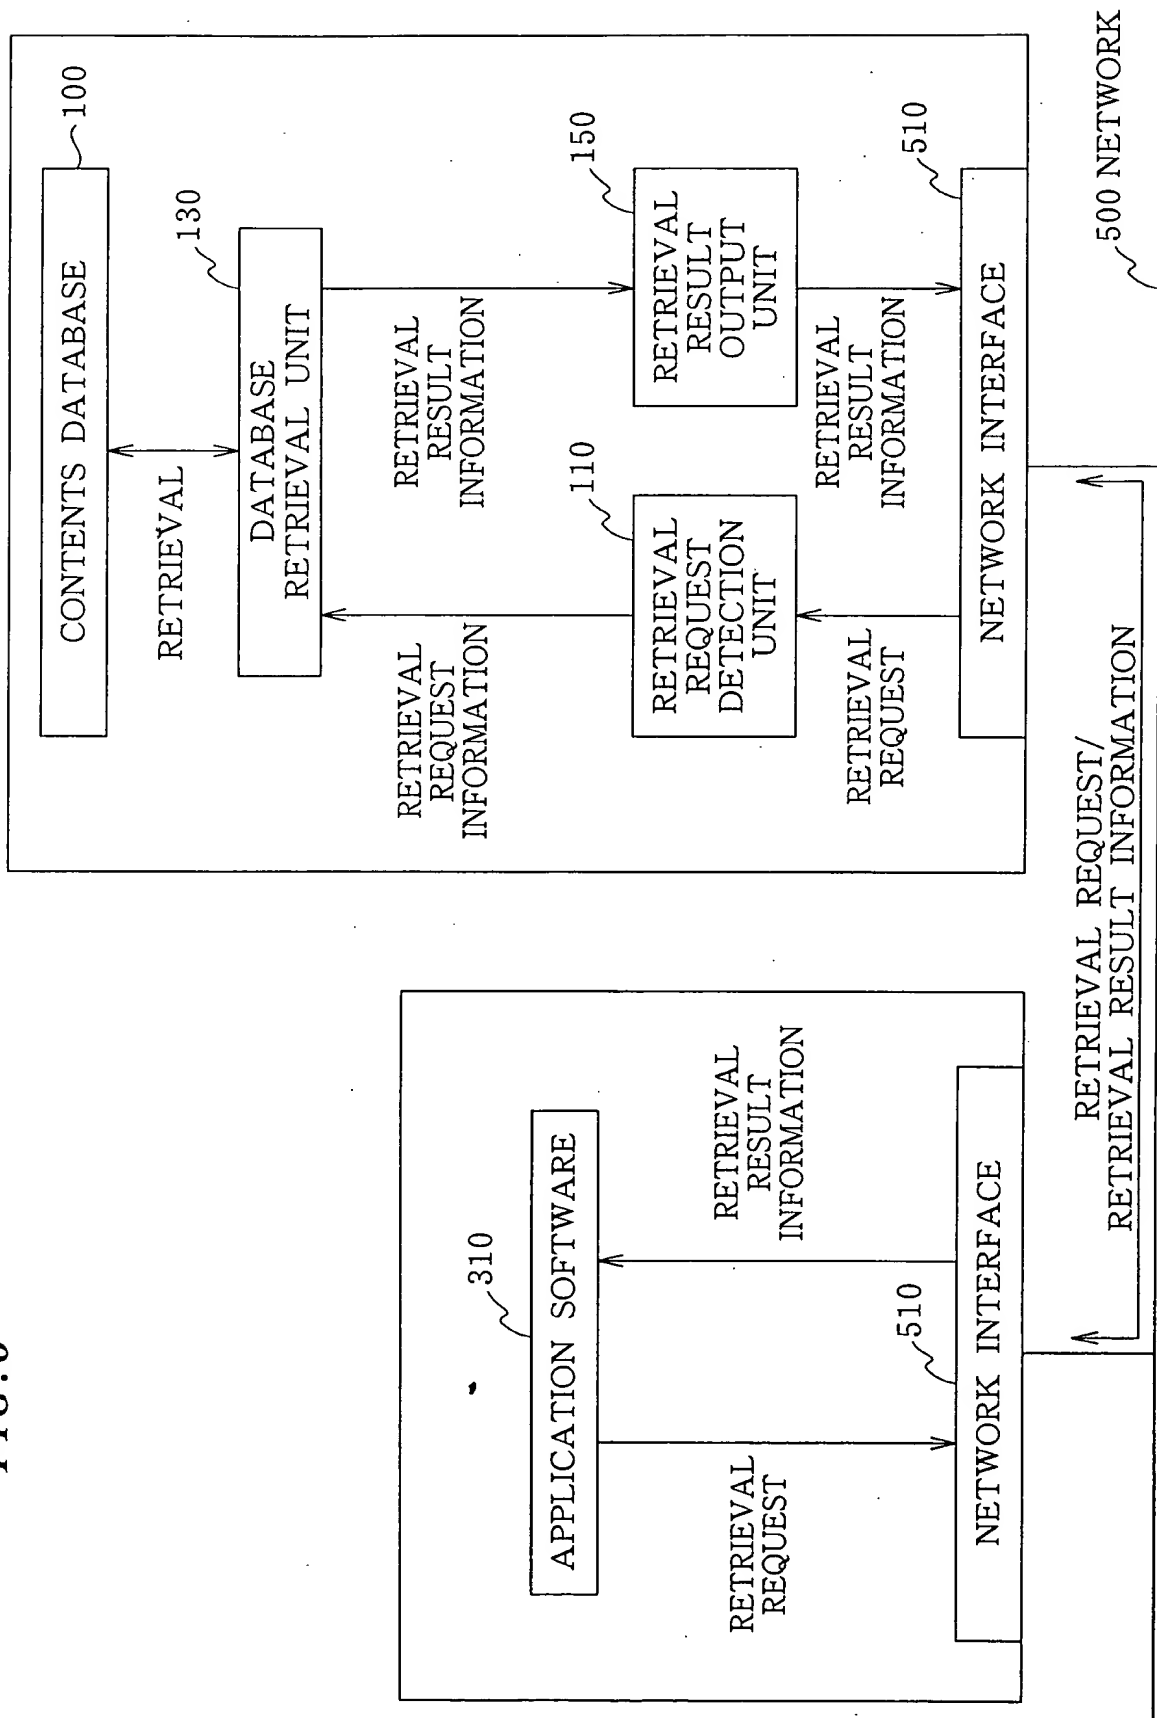 310
APPLICATION SOFTWARE
RETRIEVAL
REQUEST
RETRIEVAL
RESULT
INFORMATION
510
NETWORK INTERFACE
100
CONTENTS DATABASE
RETRIEVAL
130
DATABASE
RETRIEVAL UNIT
RETRIEVAL
REQUEST
INFORMATION
RETRIEVAL
RESULT
INFORMATION
110
RETRIEVAL
REQUEST
DETECTION
UNIT
150
RETRIEVAL
RESULT
OUTPUT
UNIT
RETRIEVAL
REQUEST
RETRIEVAL
RESULT
INFORMATION
510
NETWORK INTERFACE
RETRIEVAL REQUEST/
RETRIEVAL RESULT INFORMATION
500 NETWORK